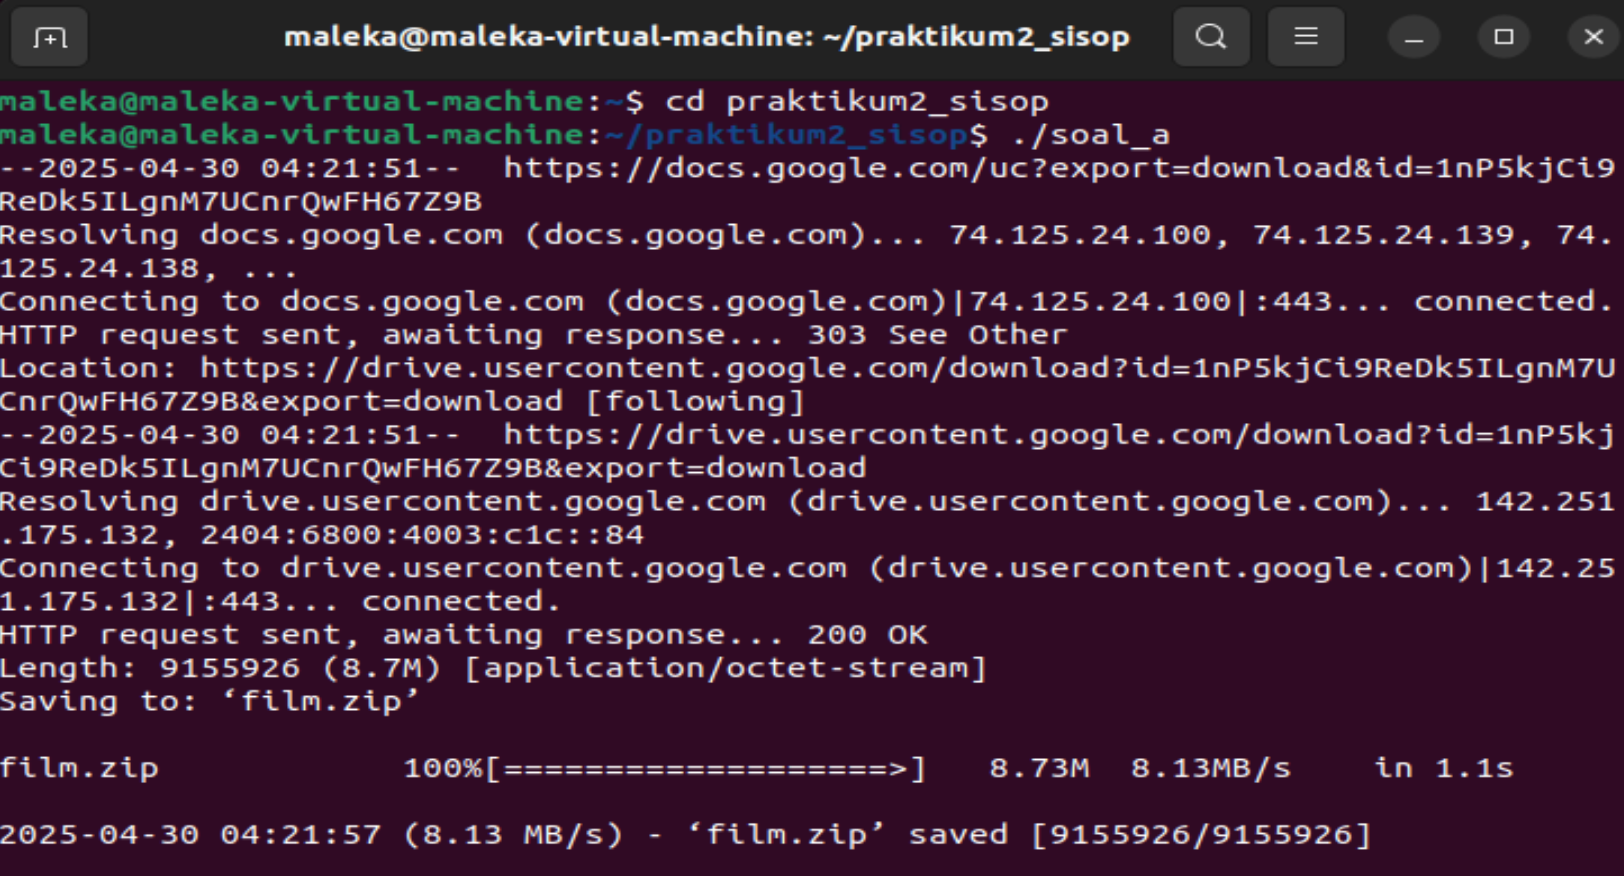 maleka@maleka-virtual-machine: ~/praktikum2_sisop
maleka@maleka-virtual-machine:~$ cd praktikum2_sisop
maleka@maleka-virtual-machine:~/praktikum2_sisop$ ./soal_a
--2025-04-30 04:21:51--  https://docs.google.com/uc?export=download&id=1nP5kjCi9
ReDk5ILgnM7UCnrQwFH67Z9B
Resolving docs.google.com (docs.google.com)... 74.125.24.100, 74.125.24.139, 74.
125.24.138, ...
Connecting to docs.google.com (docs.google.com)|74.125.24.100|:443... connected.
HTTP request sent, awaiting response... 303 See Other
Location: https://drive.usercontent.google.com/download?id=1nP5kjCi9ReDk5ILgnM7U
CnrQwFH67Z9B&export=download [following]
--2025-04-30 04:21:51--  https://drive.usercontent.google.com/download?id=1nP5kj
Ci9ReDk5ILgnM7UCnrQwFH67Z9B&export=download
Resolving drive.usercontent.google.com (drive.usercontent.google.com)... 142.251
.175.132, 2404:6800:4003:c1c::84
Connecting to drive.usercontent.google.com (drive.usercontent.google.com)|142.25
1.175.132|:443... connected.
HTTP request sent, awaiting response... 200 OK
Length: 9155926 (8.7M) [application/octet-stream]
Saving to: ‘film.zip’
film.zip            100%[===================>]   8.73M  8.13MB/s    in 1.1s
2025-04-30 04:21:57 (8.13 MB/s) - ‘film.zip’ saved [9155926/9155926]